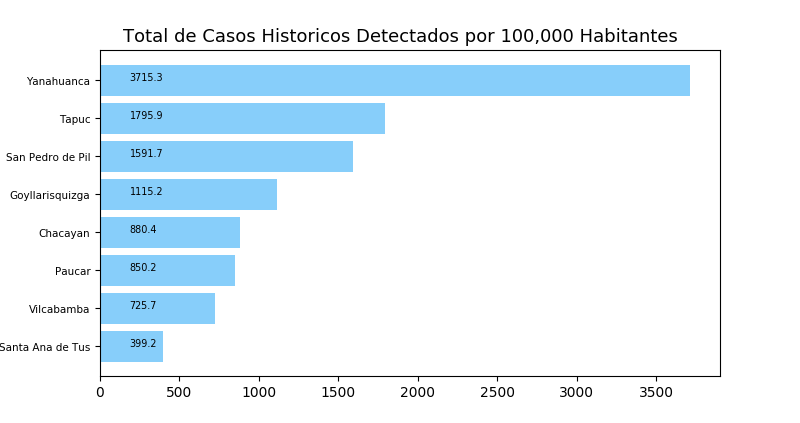 Total de Casos Historicos Detectados por 100,000 Habitantes
Yanahuanca 3715.3
Tapuc 1795.9
San Pedro de Pil 1591.7
Goyllarisquizga 1115.2
Chacayan 880.4
Paucar 850.2
Vilcabamba 725.7
Santa Ana de Tus 399.2
0 500 1000 1500 2000 2500 3000 3500